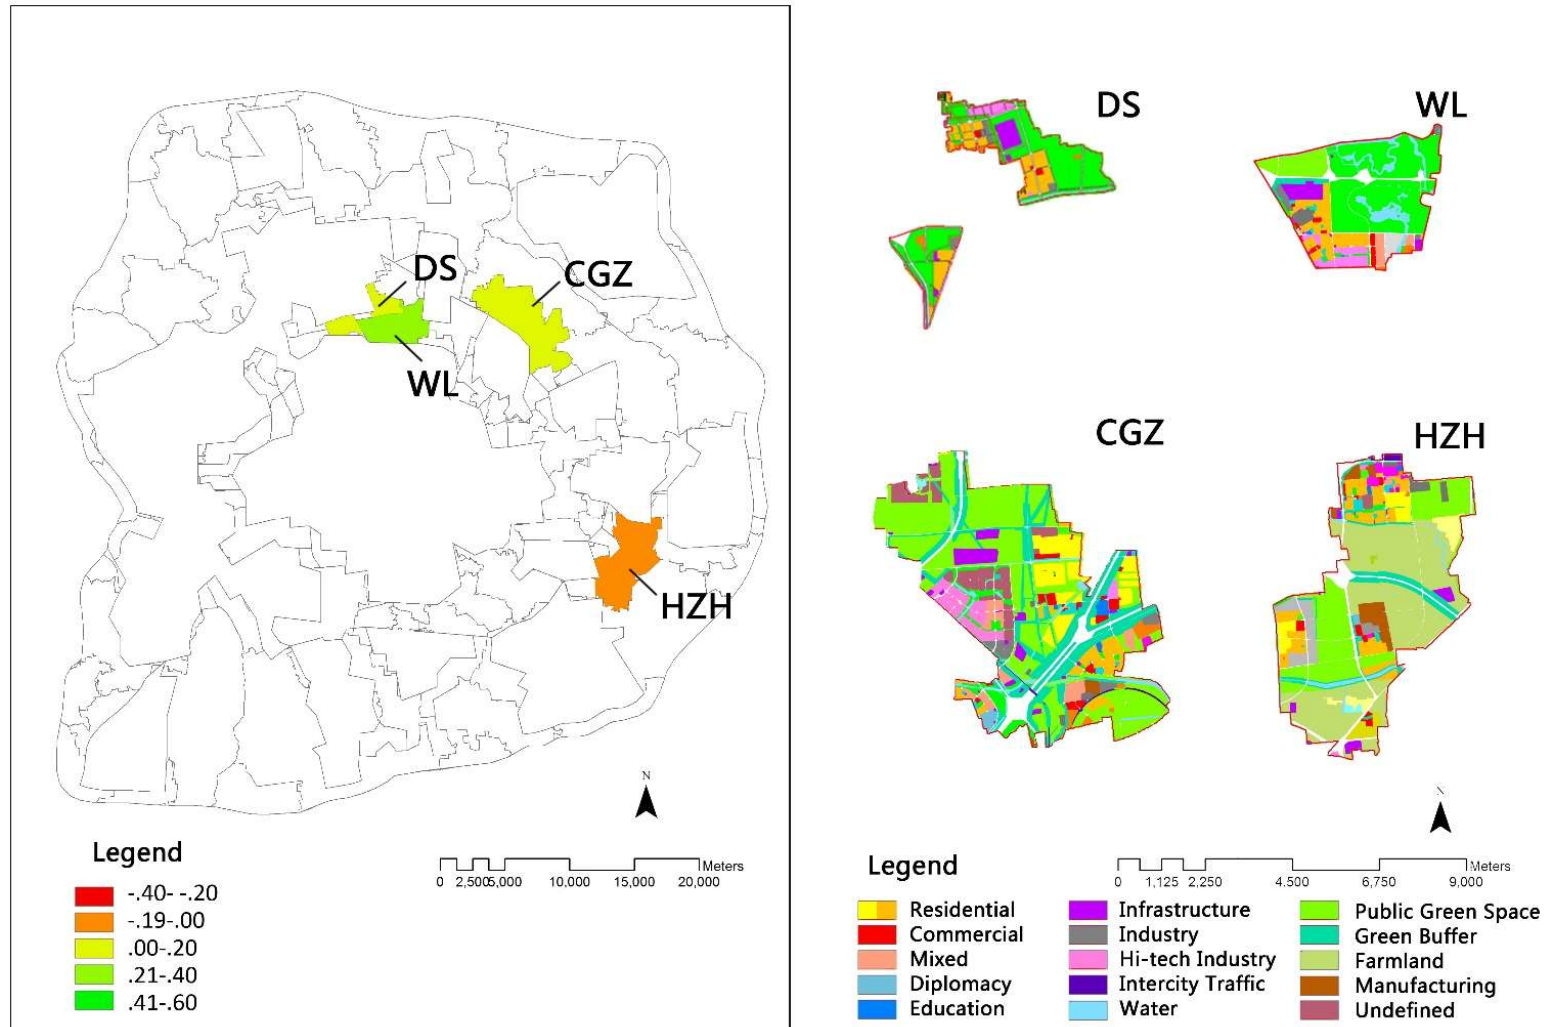 DS
CGZ
WL
HZH
N
Legend
-.40- -.20
-.19-.00
.00-.20
.21-.40
.41-.60
Meters
0 2,5005,000 10,000 15,000 20,000
DS
WL
CGZ
HZH
N
Legend
Meters
0 1,125 2,250 4,500 6,750 9,000
Residential
Commercial
Mixed
Diplomacy
Education
Infrastructure
Industry
Hi-tech Industry
Intercity Traffic
Water
Public Green Space
Green Buffer
Farmland
Manufacturing
Undefined